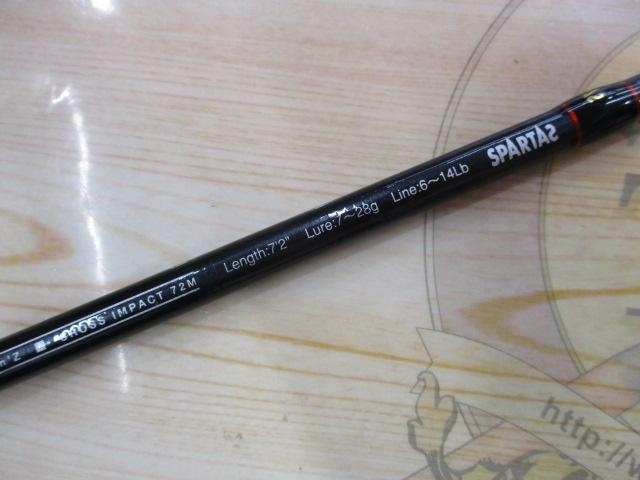 CROSS IMPACT 72M
Length:7'2" Lure:7〜28g Line:6〜14Lb
SPARTAS
http://